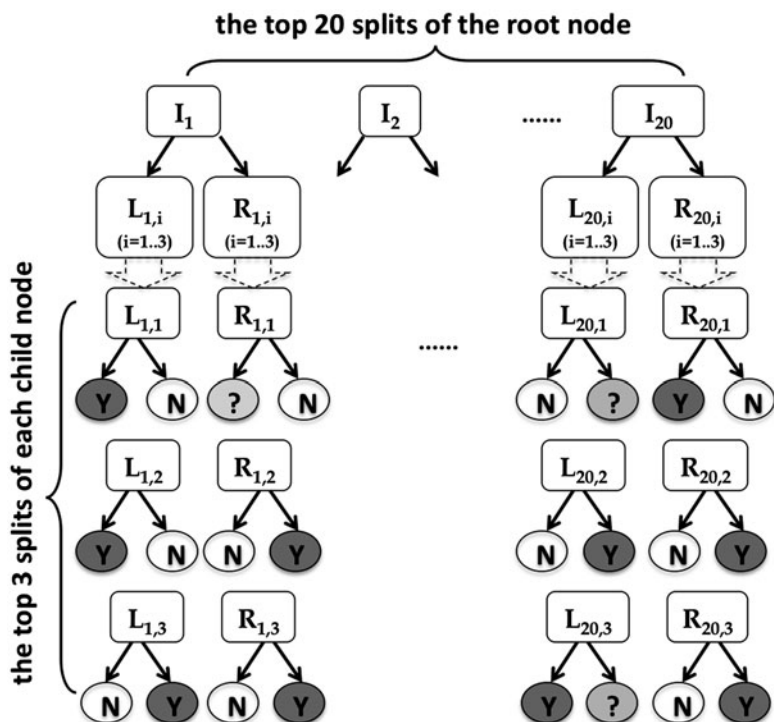 the top 20 splits of the root node
I1 I2 ...... I20
L1,i R1,i L20,i R20,i
(i=1..3) (i=1..3) (i=1..3) (i=1..3)
the top 3 splits of each child node
L1,1 R1,1 L20,1 R20,1
......
Y N ? N N ? Y N
L1,2 R1,2 L20,2 R20,2
Y N N Y N Y N Y
L1,3 R1,3 L20,3 R20,3
N Y N Y Y ? N Y